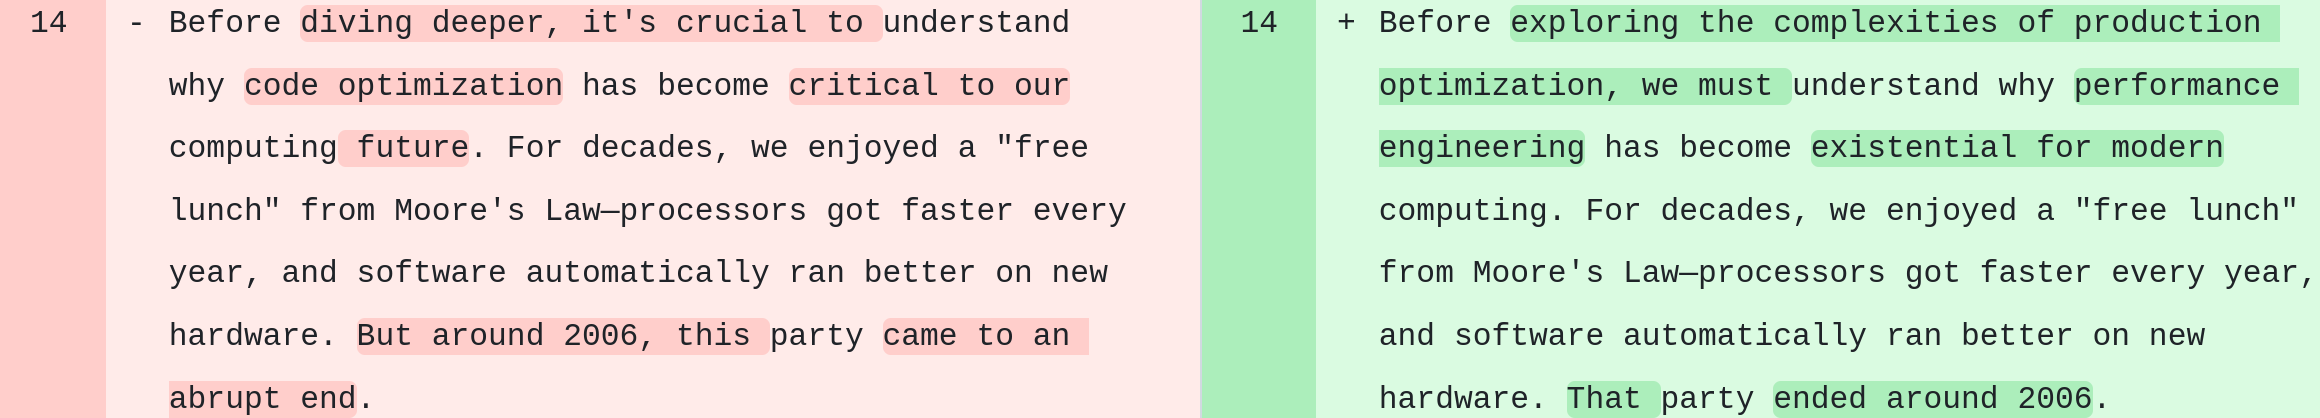 14 - Before diving deeper, it's crucial to understand
why code optimization has become critical to our
computing future. For decades, we enjoyed a "free
lunch" from Moore's Law—processors got faster every
year, and software automatically ran better on new
hardware. But around 2006, this party came to an
abrupt end.
14 + Before exploring the complexities of production
optimization, we must understand why performance
engineering has become existential for modern
computing. For decades, we enjoyed a "free lunch"
from Moore's Law—processors got faster every year,
and software automatically ran better on new
hardware. That party ended around 2006.